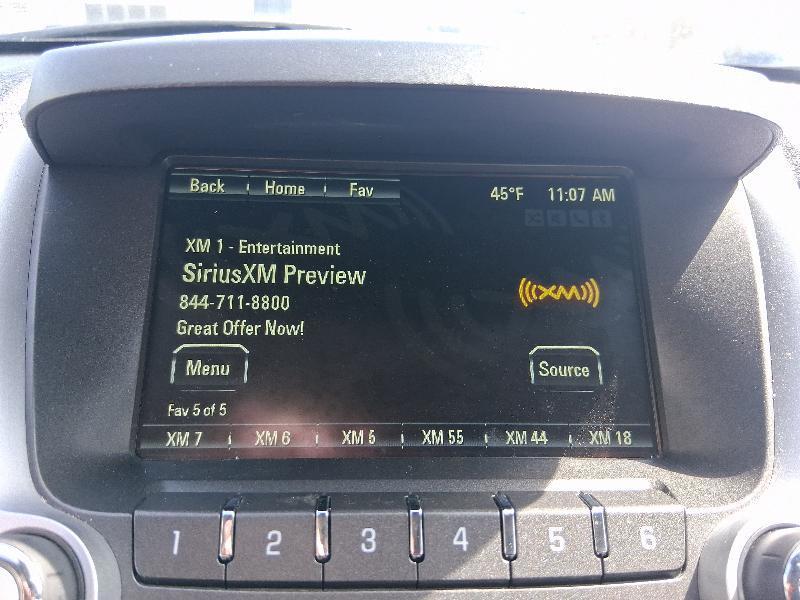 Back Home Fav 45°F 11:07 AM
XM 1 - Entertainment
SiriusXM Preview
844-711-8800
XM
Great Offer Now!
Menu Source
Fav 5 of 5
XM 7 XM 6 XM 5 XM 55 XM 44 XM 18
1 2 3 4 5 6